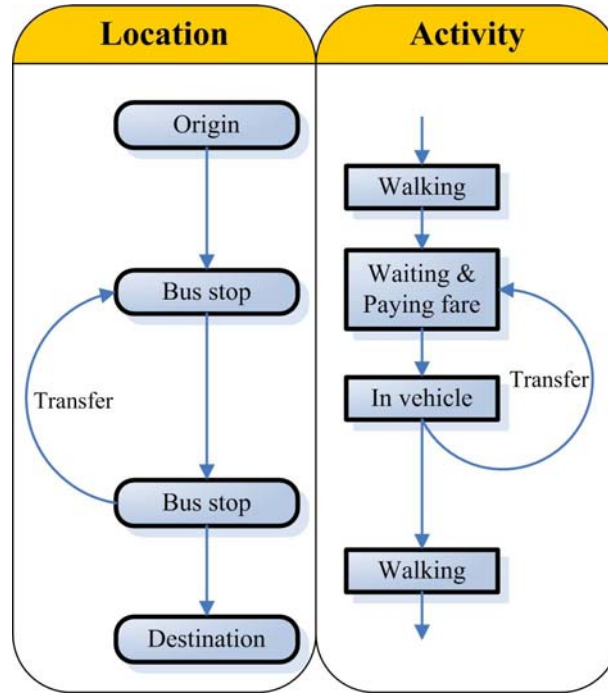 Location
Origin
Bus stop
Transfer
Bus stop
Destination
Activity
Walking
Waiting &
Paying fare
In vehicle
Transfer
Walking